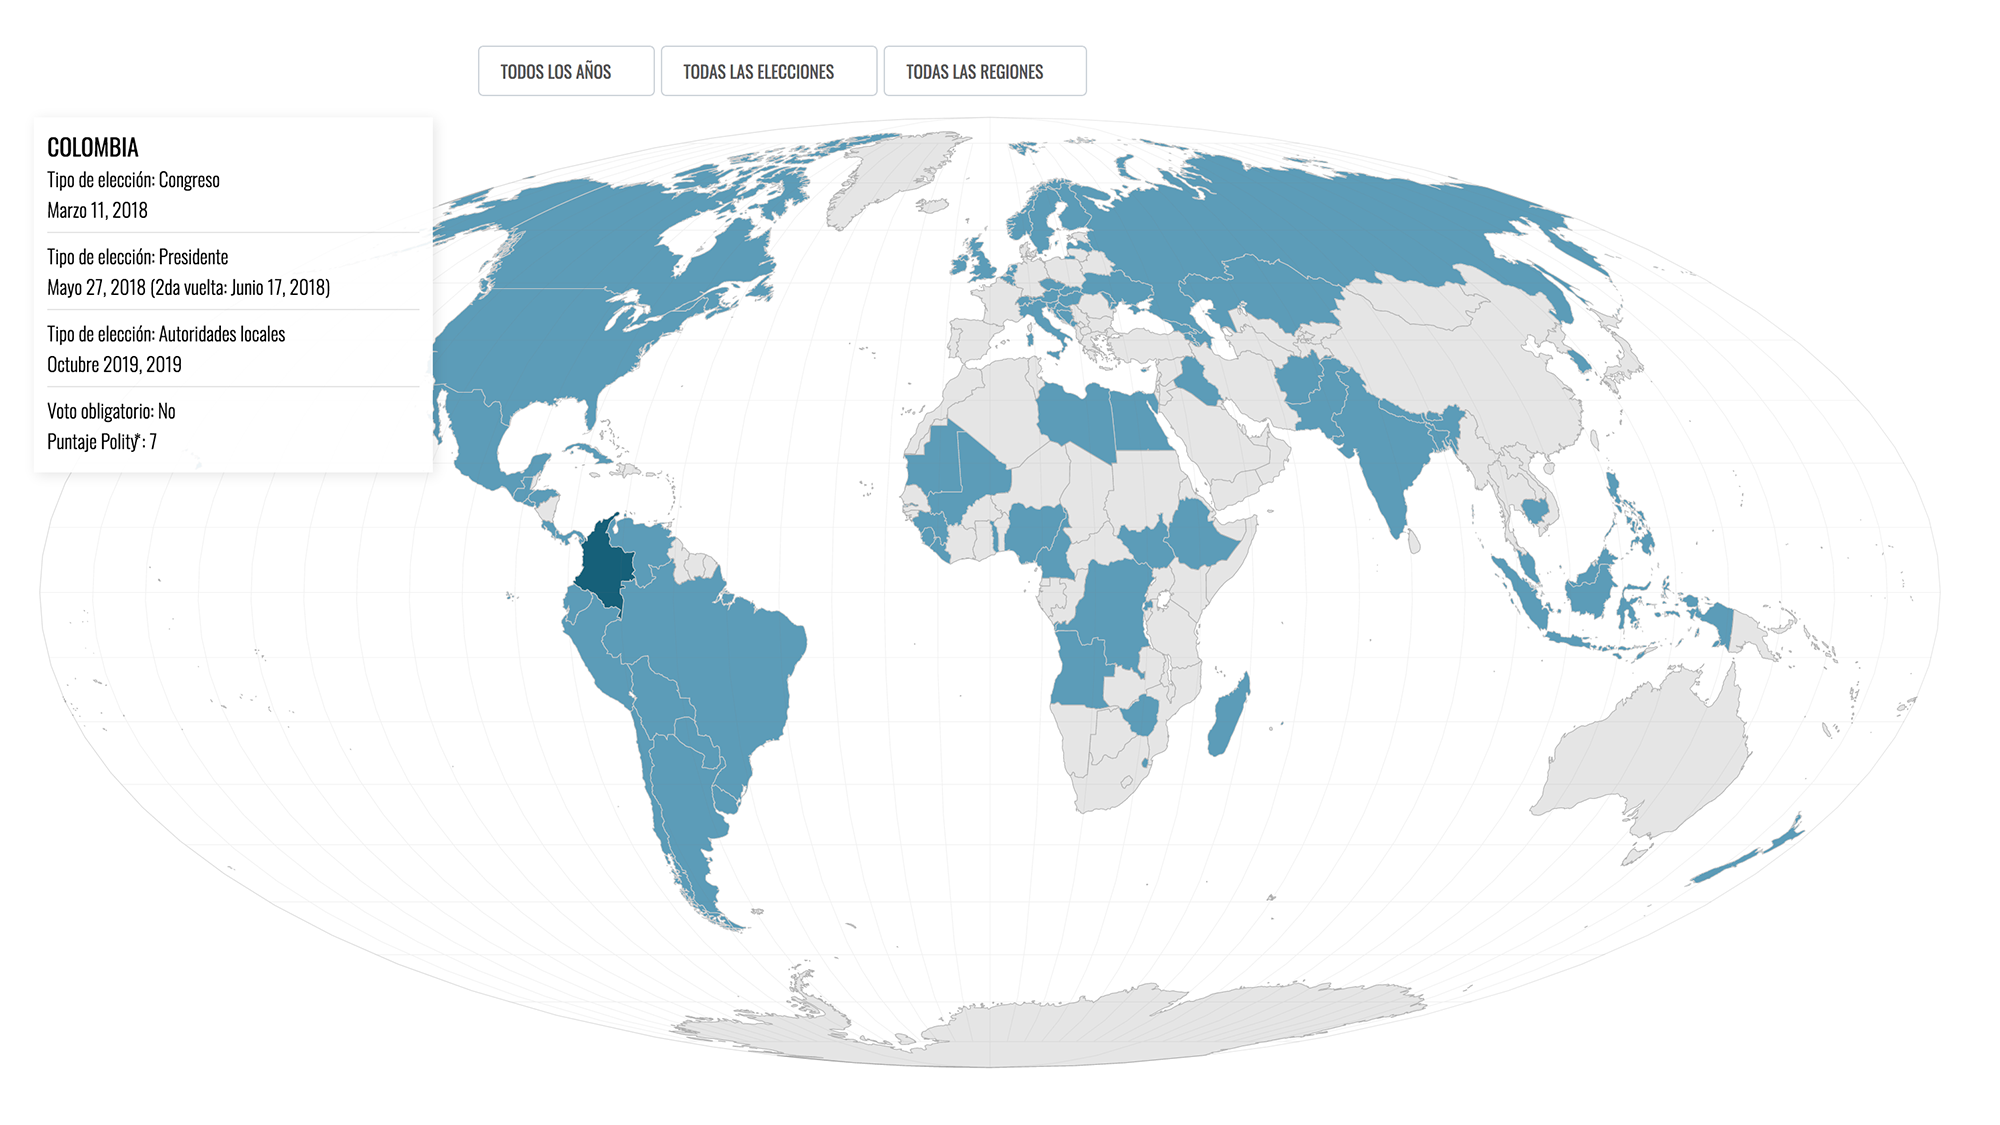 TODOS LOS AÑOS
TODAS LAS ELECCIONES
TODAS LAS REGIONES
COLOMBIA
Tipo de elección: Congreso
Marzo 11, 2018
Tipo de elección: Presidente
Mayo 27, 2018 (2da vuelta: Junio 17, 2018)
Tipo de elección: Autoridades locales
Octubre 2019, 2019
Voto obligatorio: No
Puntaje Polity*: 7